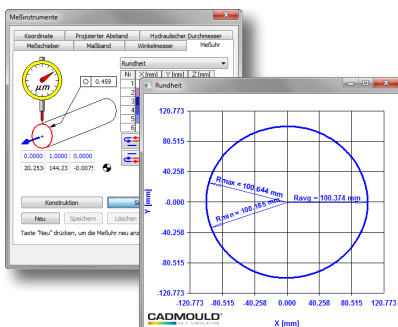 Meßinstrumente
Koordinate Projizierter Abstand Hydraulischer Durchmesser
Meßschieber Maßband Winkelmesser Meßuhr
Rundheit
Nr X [mm] Y [mm] Z [mm]
1
2
3
4
5
6
µm
0.459
0.0000 1.0000 0.0000
20.253 144.23 -0.0075
Konstruktion
Neu Speichern Löschen
Taste "Neu" drücken, um die Meßuhr neu
Rundheit
120.773
80.515
40.258
-0.000
-40.258
-80.515
-120.773
Y [mm]
Rmax = 100.644 mm
Ravg = 100.374 mm
Rmin = 100.185 mm
-120.773 -80.515 -40.258 0.000 40.258 80.515 120.773
X [mm]
CADMOULD